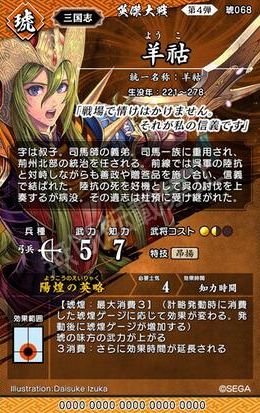 琥
三国志
英傑大戦
第4弾
琥068
ようこ
羊祜
統一名称:羊祜
生没年:221~278
「戦場で情けはかけません。
それが私の信義です」
字は叔子。司馬師の義弟。司馬一族に重用され、
荊州北部の統治を任される。前線では呉軍の陸抗
と対峙しながらも善政や贈答品を施し合い、信義
で結ばれた。陸抗の死を好機として呉の討伐を上
奏するが病没。その遺志は杜預に受け継がれた。
兵種
弓兵
武力
5
知力
7
武将コスト
特技
昂揚
ようこうのえいりゃく
陽煌の英略
必要士気
4
効果時間
知力時間
効果範囲
【琥煌:最大消費3】(計略発動時に消費
した琥煌ゲージに応じて効果が変わる。発
動後に琥煌ゲージが増加する)
琥の味方の武力が上がる
3消費:さらに効果時間が延長される
Illustration:Daisuke Izuka
©SEGA
0000 0000 0000 0000 0000